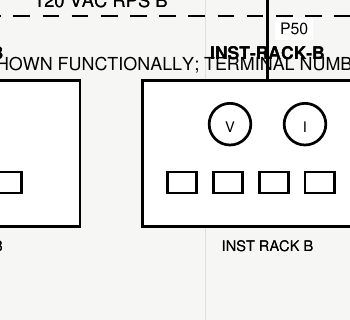 120 VAC RPS B
P50
INST-RACK-B
HOWN FUNCTIONALLY; TERMINAL NUMB
V I
INST RACK B